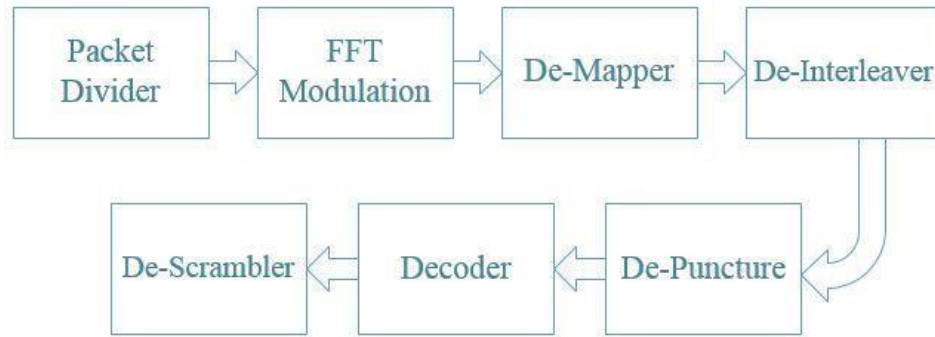 Packet
Divider
FFT
Modulation
De-Mapper
De-Interleaver
De-Puncture
Decoder
De-Scrambler